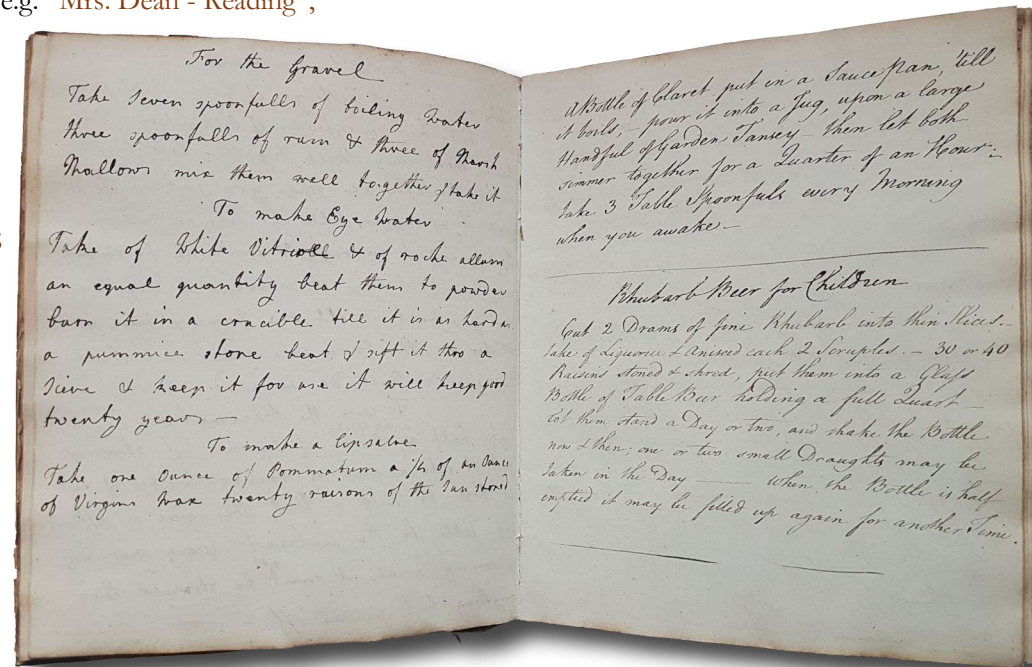 e.g. "Mrs. Dean - Reading",
For the Gravel
Take Seven spoonfulls of boiling water
three spoonfulls of rum & three of Marsh
Mallows mix them well together & take it
To make Eye water
Take of White Vitrioll & of roche allum
an equal quantity beat them to powder
burn it in a crucible till it is as hard as
a pummice stone beat & sift it thro a
Sieve & keep it for use it will keep good
twenty years —
To make a lipsalve
Take one Ounce of Pommatum a 1/2 of an Ounce
of Virgins wax twenty raisons of the Sun stoned
A Bottle of Claret put in a Sauce pan, 'till
it boils, - pour it into a Jug, upon a large
Handful of Garden Tansey - then let both
simmer together for a Quarter of an Hour:-
take 3 Table Spoonfuls every Morning
when you awake. -
Rhubarb Beer for Children
Cut 2 Drams of fine Rhubarb into thin Slices. -
take of Liquorice & Aniseed each 2 Scruples. - 30 or 40
Raisins stoned & shred, put them into a Glass
Bottle of Table Beer holding a full Quart -
let them stand a Day or two, and shake the Bottle
now & then; one or two small Draughts may be
taken in the Day —— when the Bottle is half
emptied it may be filled up again for another Time.